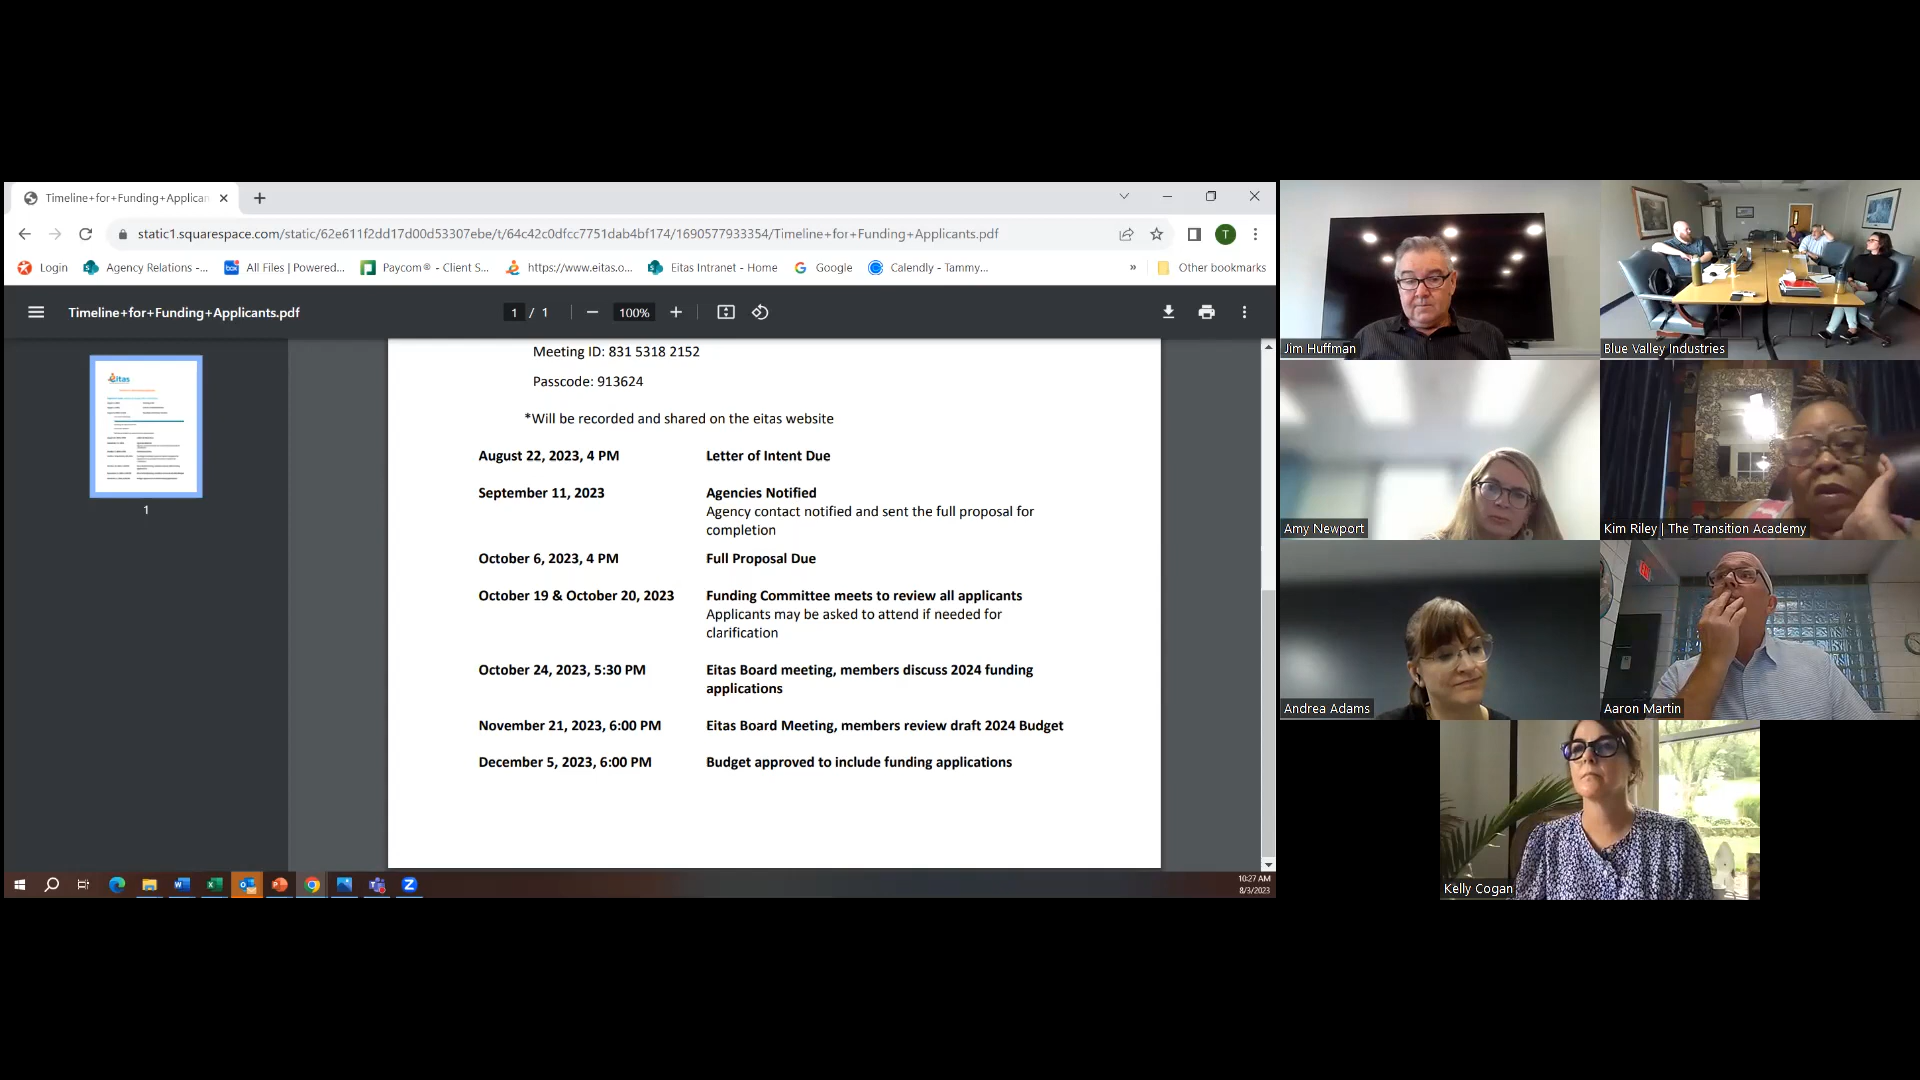 Timeline+for+Funding+Applican
static1.squarespace.com/static/62e611f2dd17d00d53307ebe/t/64c42c0dfcc7751dab4bf174/1690577933354/Timeline+for+Funding+Applicants.pdf
T
Login
Agency Relations -...
All Files | Powered...
Paycom® - Client S...
https://www.eitas.o...
Eitas Intranet - Home
Google
Calendly - Tammy...
»
Other bookmarks
Timeline+for+Funding+Applicants.pdf
1 / 1
100%
eitas
1
Meeting ID: 831 5318 2152
Passcode: 913624
*Will be recorded and shared on the eitas website
August 22, 2023, 4 PM Letter of Intent Due
September 11, 2023 Agencies Notified
Agency contact notified and sent the full proposal for
completion
October 6, 2023, 4 PM Full Proposal Due
October 19 & October 20, 2023 Funding Committee meets to review all applicants
Applicants may be asked to attend if needed for
clarification
October 24, 2023, 5:30 PM Eitas Board meeting, members discuss 2024 funding
applications
November 21, 2023, 6:00 PM Eitas Board Meeting, members review draft 2024 Budget
December 5, 2023, 6:00 PM Budget approved to include funding applications
10:27 AM
8/3/2023
Jim Huffman
Blue Valley Industries
Amy Newport
Kim Riley | The Transition Academy
Andrea Adams
Aaron Martin
Kelly Cogan